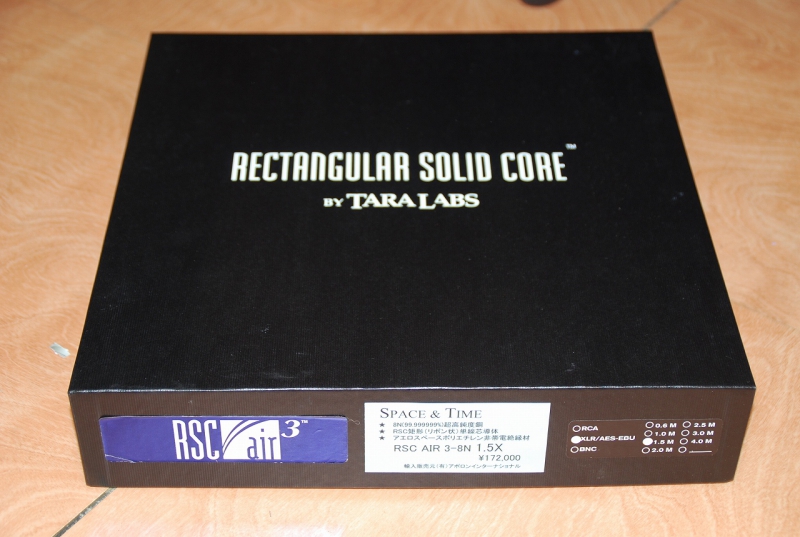 RECTANGULAR SOLID CORE™
BY TARA LABS
RSC air 3™
SPACE & TIME
★ 8N(99.999999%)超高純度銅
★ RSC矩形(リボン状)単線芯導体
★ アエロスペースポリエチレン非帯電絶縁材
RSC AIR 3-8N 1.5X
¥172,000
輸入販売元(有)アポロンインターナショナル
RCA
XLR/AES-EBU
BNC
0.6 M
1.0 M
1.5 M
2.0 M
2.5 M
3.0 M
4.0 M